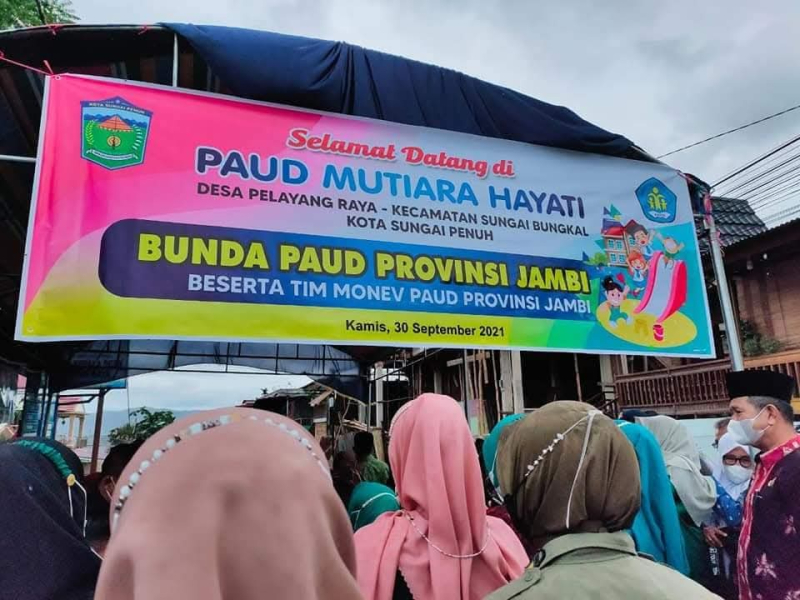 KOTA SUNGAI PENUH
Selamat Datang di
PAUD MUTIARA HAYATI
DESA PELAYANG RAYA - KECAMATAN SUNGAI BUNGKAL
KOTA SUNGAI PENUH
BUNDA PAUD PROVINSI JAMBI
BESERTA TIM MONEV PAUD PROVINSI JAMBI
Kamis, 30 September 2021